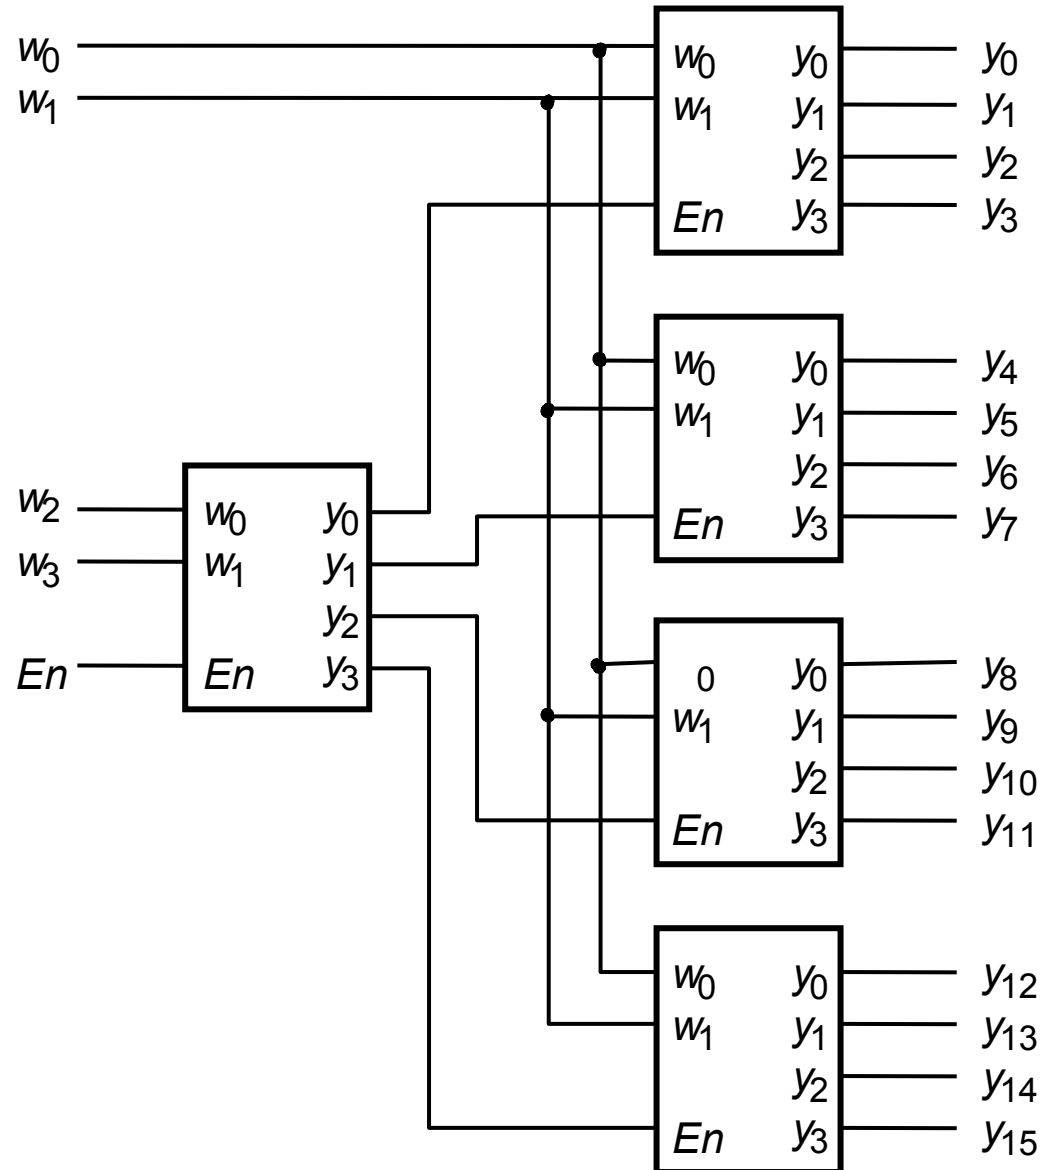 w0 w0 y0 y0
w1 w1 y1 y1
y2 y2
En y3 y3
w0 y0 y4
w1 y1 y5
y2 y6
En y3 y7
w2 w0 y0
w3 w1 y1
y2
En En y3
0 y0 y8
w1 y1 y9
y2 y10
En y3 y11
w0 y0 y12
w1 y1 y13
y2 y14
En y3 y15